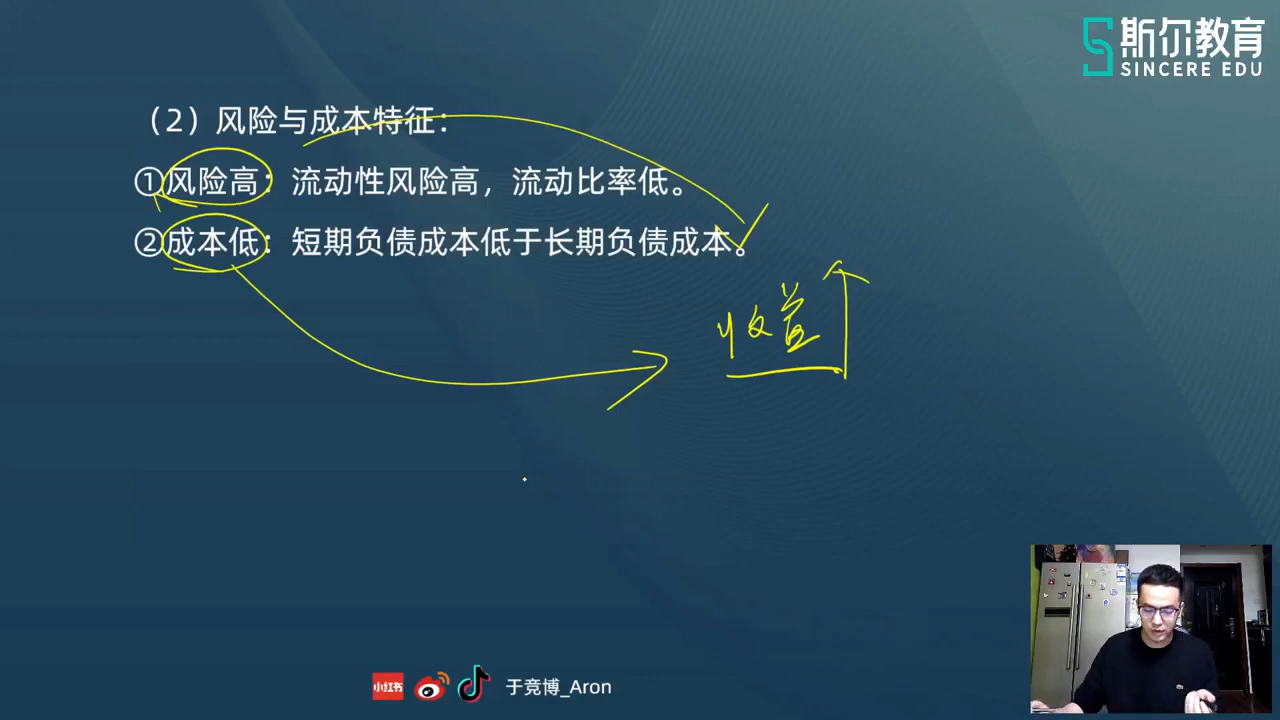 斯尔教育
SINCERE EDU
（2）风险与成本特征：
①风险高：流动性风险高，流动比率低。
②成本低：短期负债成本低于长期负债成本。
收益↑
小红书
于竞博_Aron